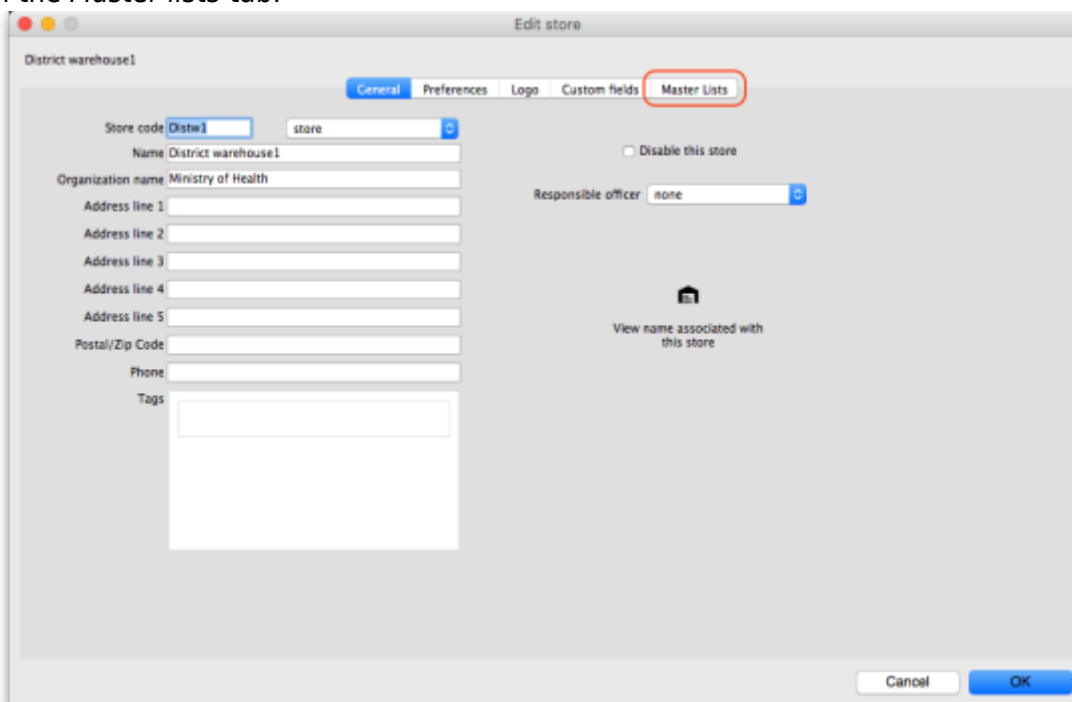 the Master lists tab.
Edit store
District warehouse1
General Preferences Logo Custom fields Master Lists
Store code Distw1 store
Name District warehouse1
Disable this store
Organization name Ministry of Health
Responsible officer none
Address line 1
Address line 2
Address line 3
Address line 4
Address line 5
View name associated with
this store
Postal/Zip Code
Phone
Tags
Cancel OK